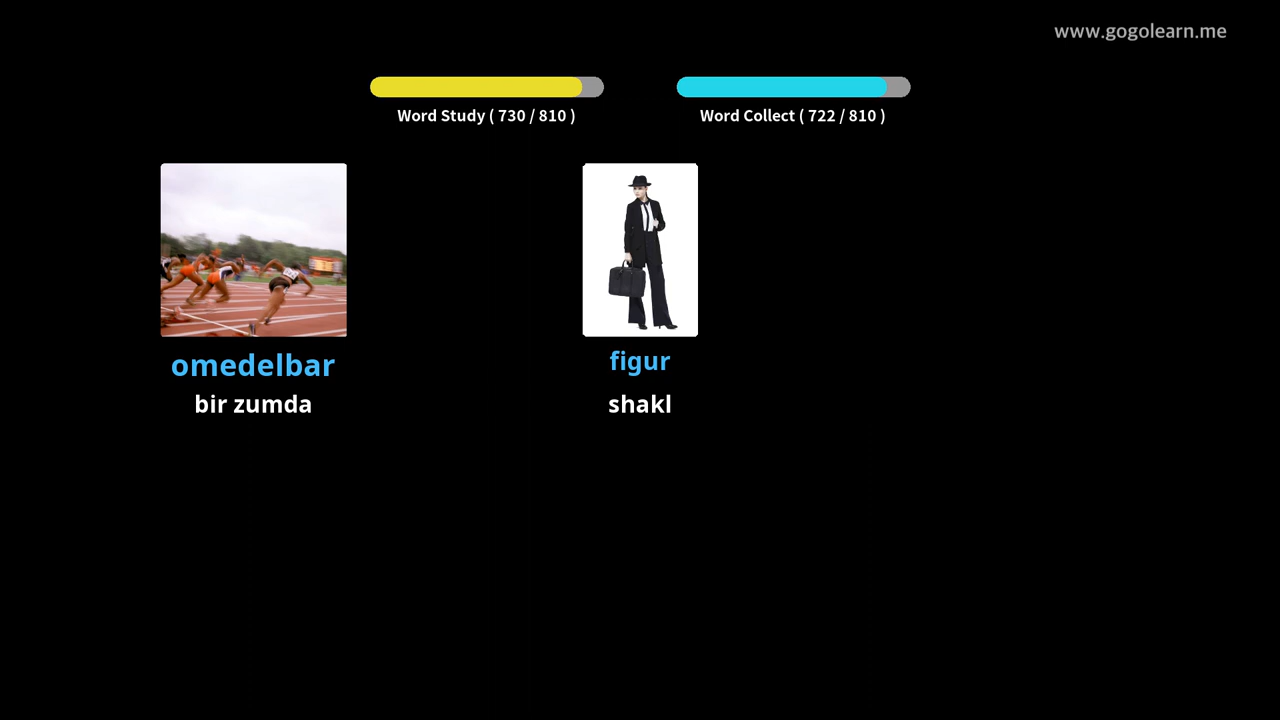 www.gogolearn.me
Word Study ( 730 / 810 )
Word Collect ( 722 / 810 )
omedelbar
bir zumda
figur
shakl